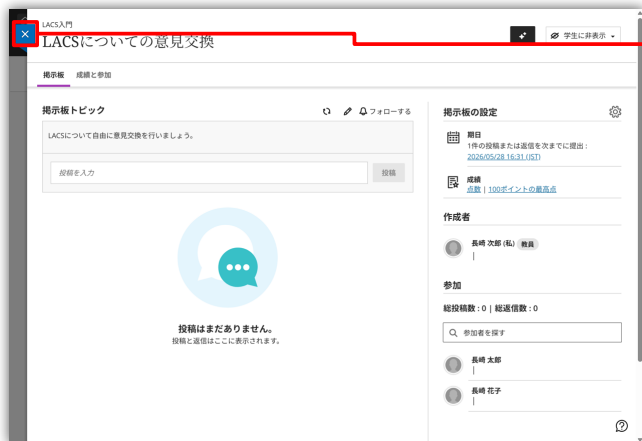 LACS入門
LACSについての意見交換
学生に非表示
掲示板
成績と参加
掲示板トピック
フォローする
LACSについて自由に意見交換を行いましょう。
投稿を入力
投稿
投稿はまだありません。
投稿と返信はここに表示されます。
掲示板の設定
期日
1件の投稿または返信を次までに提出 :
2026/05/28 16:31 (JST)
成績
点数 | 100ポイントの最高点
作成者
長崎 次郎 (私) 教員
参加
総投稿数 : 0 | 総返信数 : 0
参加者を探す
長崎 太郎
長崎 花子